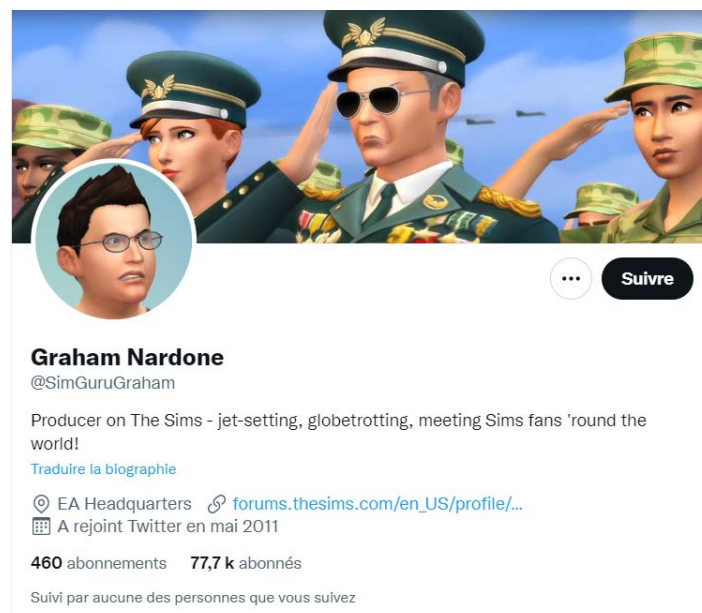 Suivre
Graham Nardone
@SimGuruGraham
Producer on The Sims - jet-setting, globetrotting, meeting Sims fans 'round the
world!
Traduire la biographie
EA Headquarters forums.thesims.com/en_US/profile/...
A rejoint Twitter en mai 2011
460 abonnements 77,7 k abonnés
Suivi par aucune des personnes que vous suivez